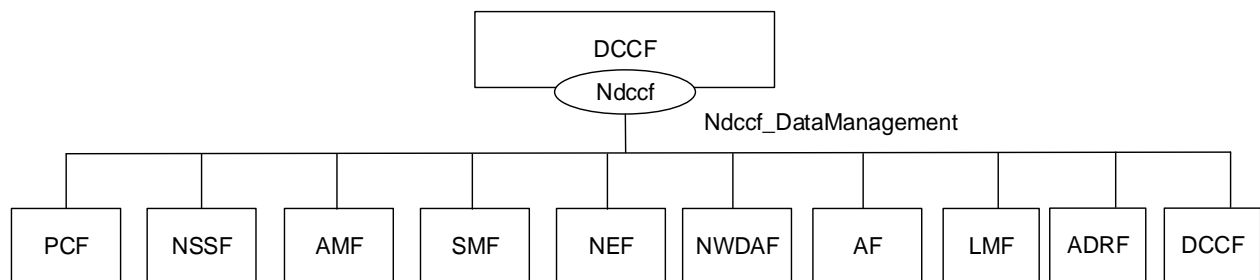 DCCF
Ndccf
Ndccf_DataManagement
PCF NSSF AMF SMF NEF NWDAF AF LMF ADRF DCCF